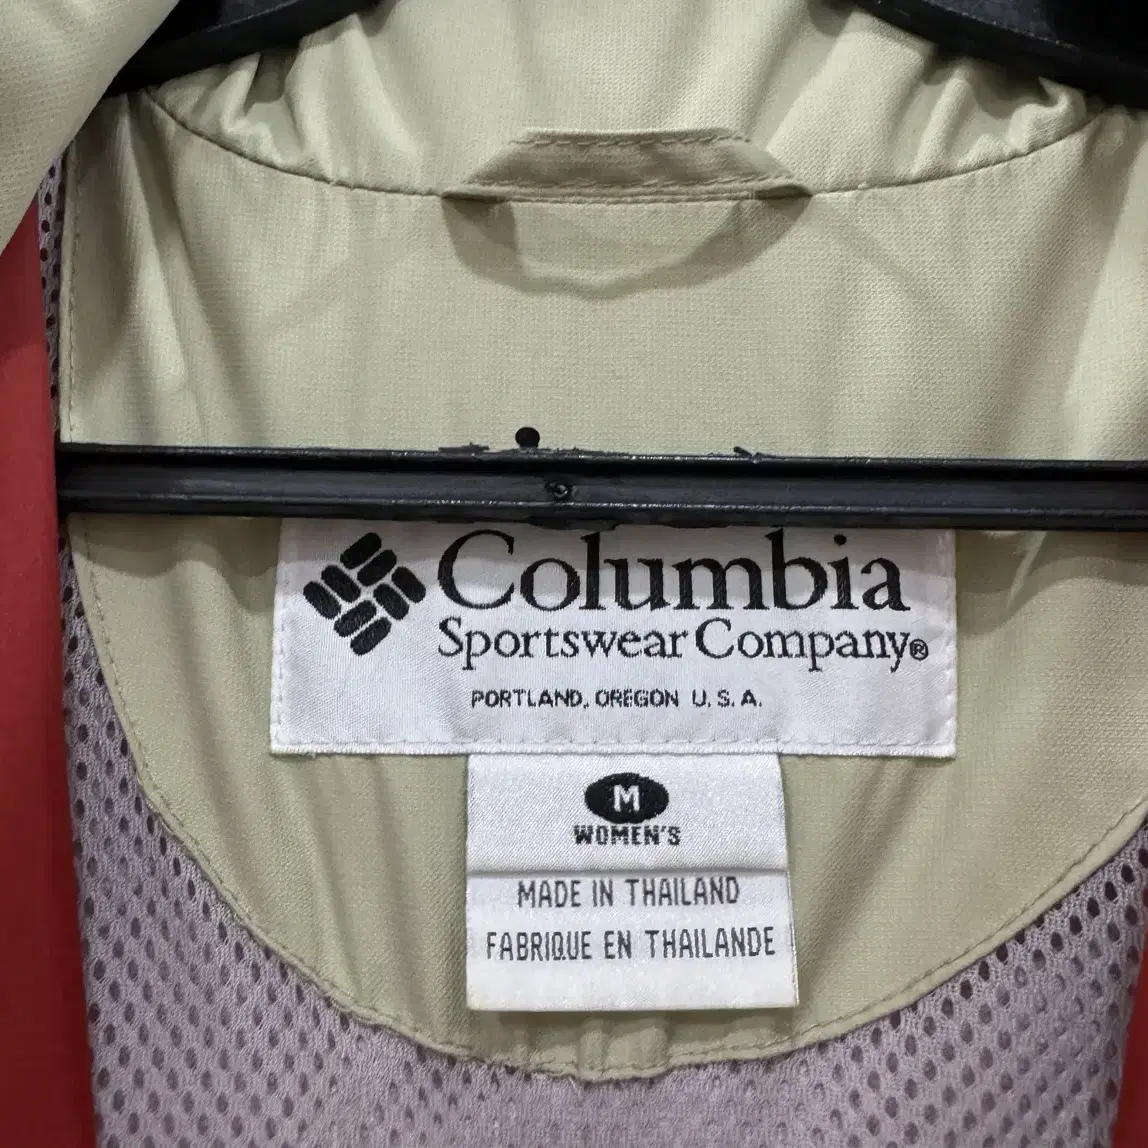 Columbia
Sportswear Company®
PORTLAND, OREGON U.S.A.
M
WOMEN'S
MADE IN THAILAND
FABRIQUE EN THAILANDE